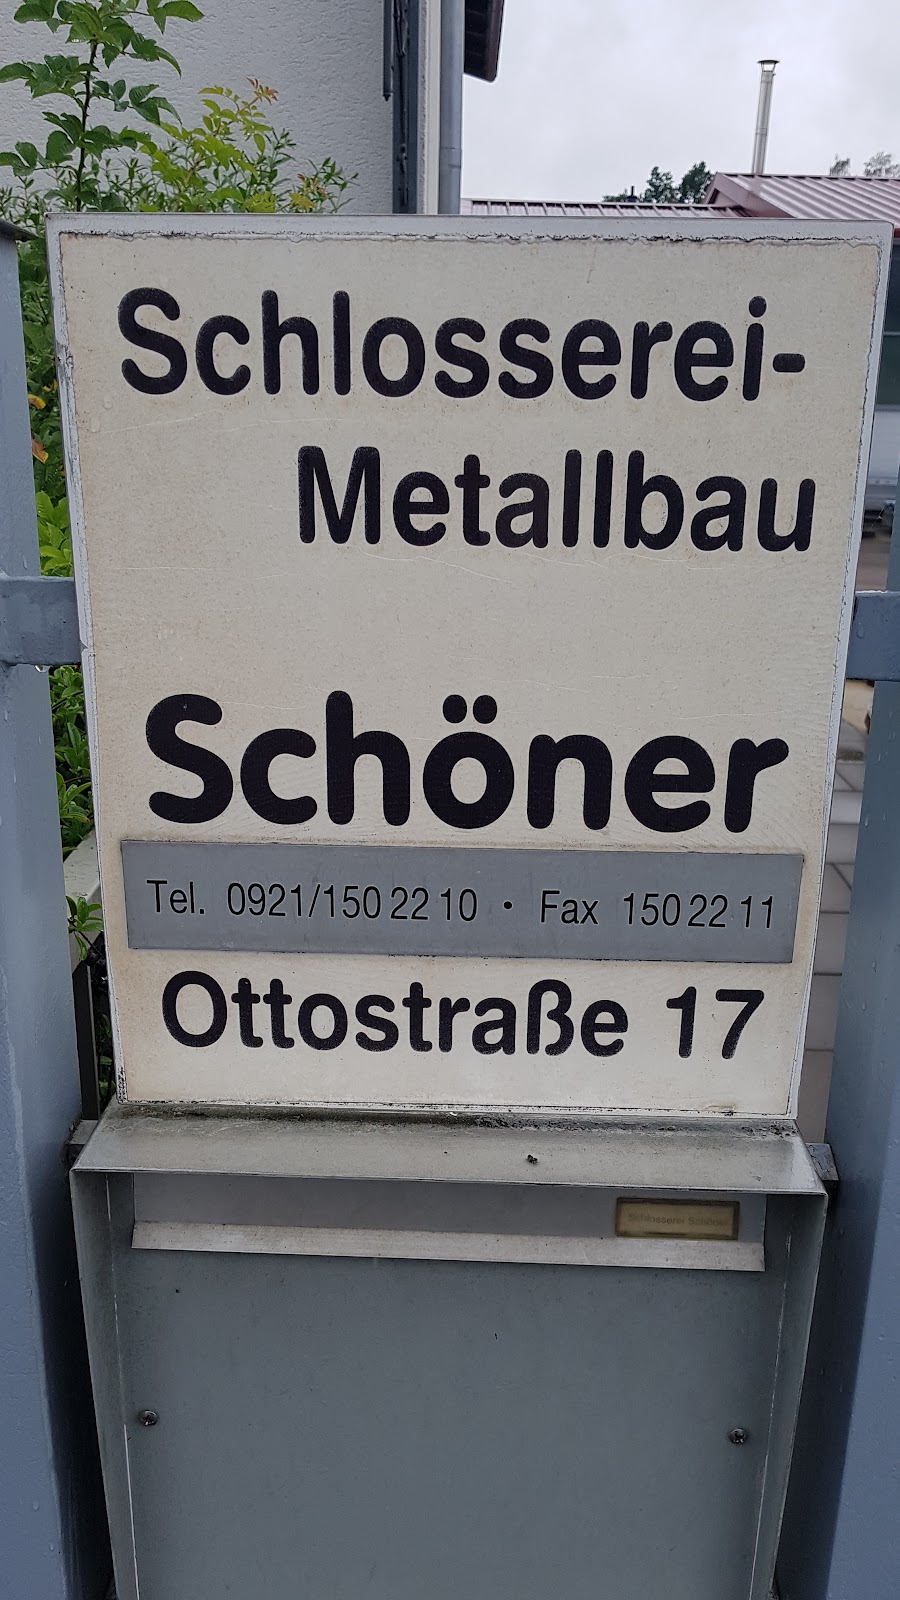 Schlosserei-
Metallbau
Schöner
Tel. 0921/150 22 10 · Fax 150 22 11
Ottostraße 17
Schlosserei Schöner